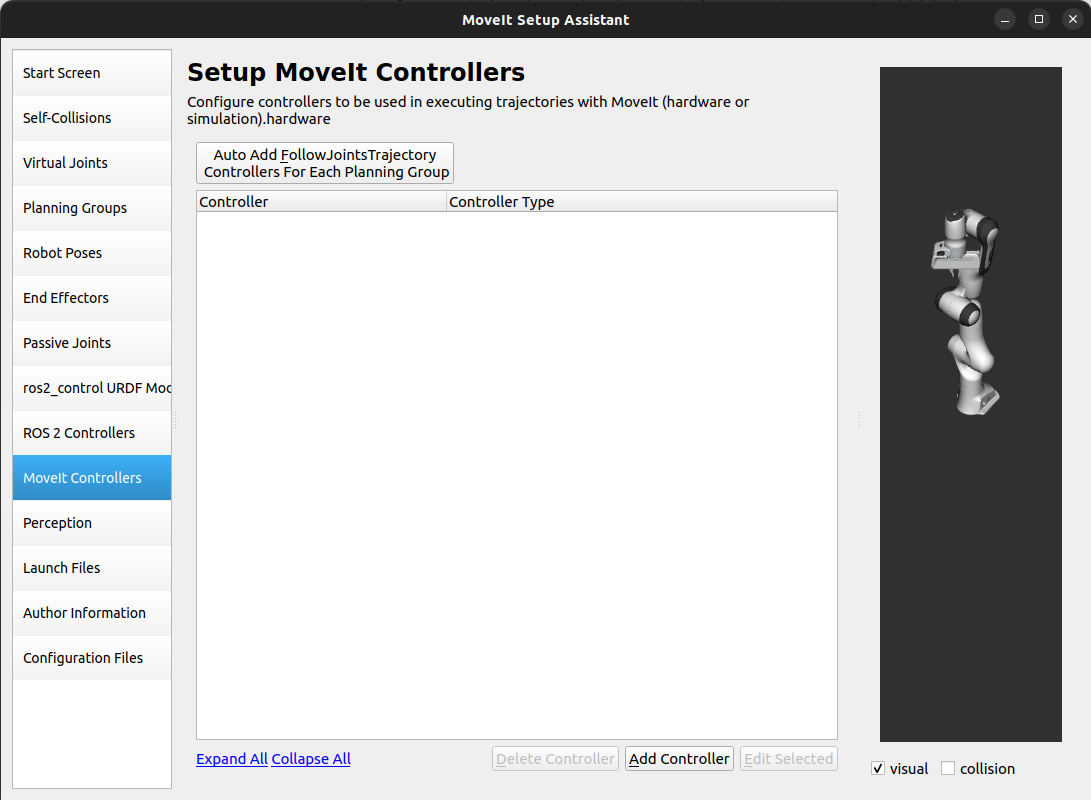 MoveIt Setup Assistant
Start Screen
Self-Collisions
Virtual Joints
Planning Groups
Robot Poses
End Effectors
Passive Joints
ros2_control URDF Moc
ROS 2 Controllers
MoveIt Controllers
Perception
Launch Files
Author Information
Configuration Files
Setup MoveIt Controllers
Configure controllers to be used in executing trajectories with MoveIt (hardware or
simulation).hardware
Auto Add FollowJointsTrajectory
Controllers For Each Planning Group
Controller Controller Type
Expand All Collapse All Delete Controller Add Controller Edit Selected
visual collision